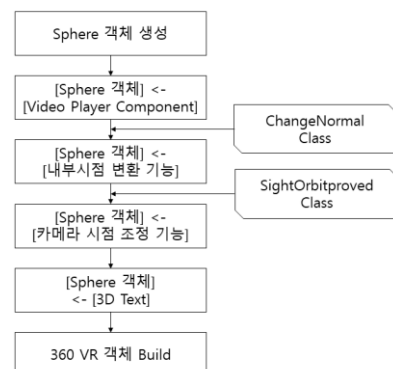 Sphere 객체 생성
[Sphere 객체] <-
[Video Player Component]
ChangeNormal
Class
[Sphere 객체] <-
[내부시점 변환 기능]
SightOrbitproved
Class
[Sphere 객체] <-
[카메라 시점 조정 기능]
[Sphere 객체]
<- [3D Text]
360 VR 객체 Build